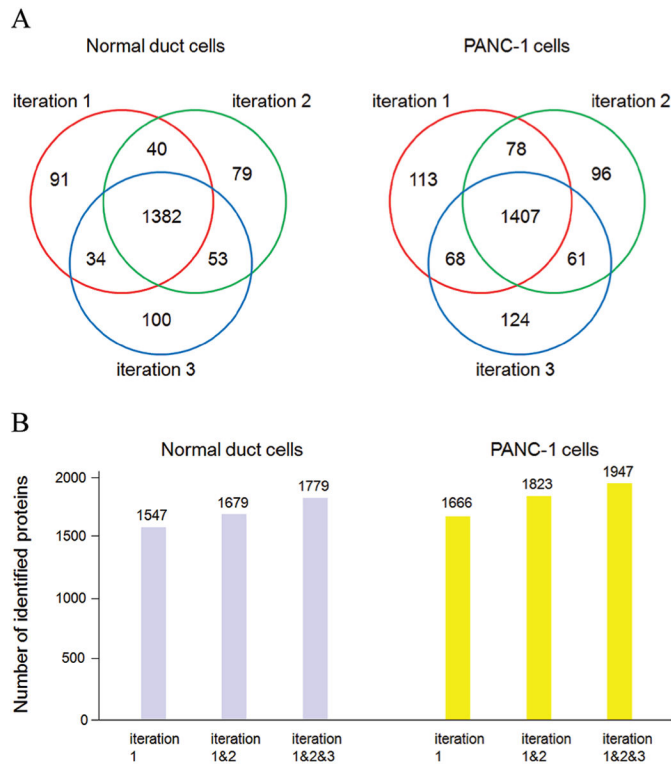 A
Normal duct cells
PANC-1 cells
iteration 1
iteration 2
40
91
79
1382
34
53
100
iteration 3
iteration 1
iteration 2
78
113
96
1407
68
61
124
iteration 3
B
Normal duct cells
PANC-1 cells
Number of identified proteins
2000
1500
1000
500
0
1547
1679
1779
1666
1823
1947
iteration
1
iteration
1&2
iteration
1&2&3
iteration
1
iteration
1&2
iteration
1&2&3